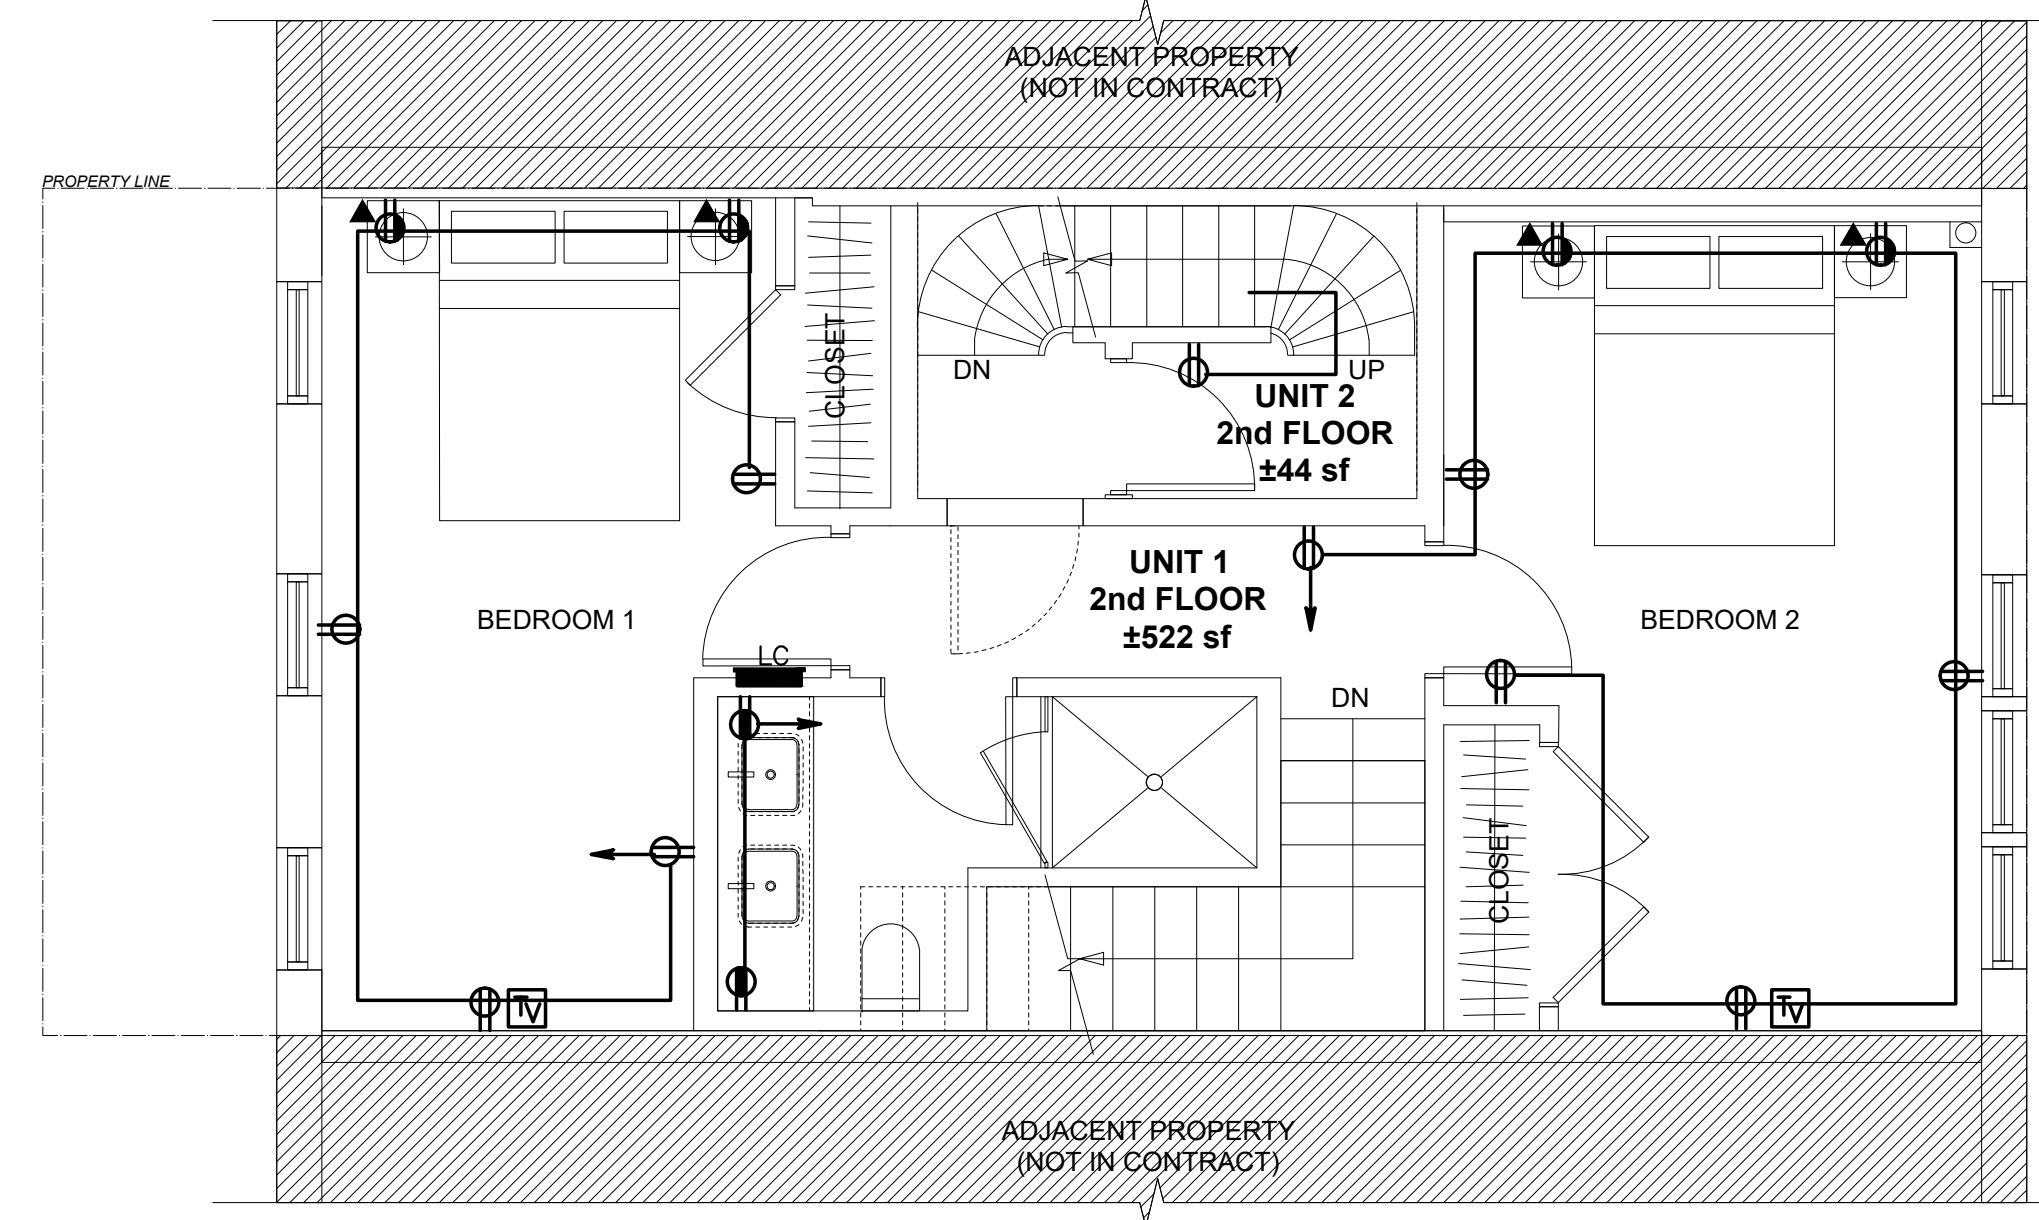 ADJACENT PROPERTY
(NOT IN CONTRACT)
PROPERTY LINE
CLOSET
DN
UP
UNIT 2
2nd FLOOR
±44 sf
UNIT 1
2nd FLOOR
±522 sf
BEDROOM 1
BEDROOM 2
LC
DN
CLOSET
TV
TV
ADJACENT PROPERTY
(NOT IN CONTRACT)